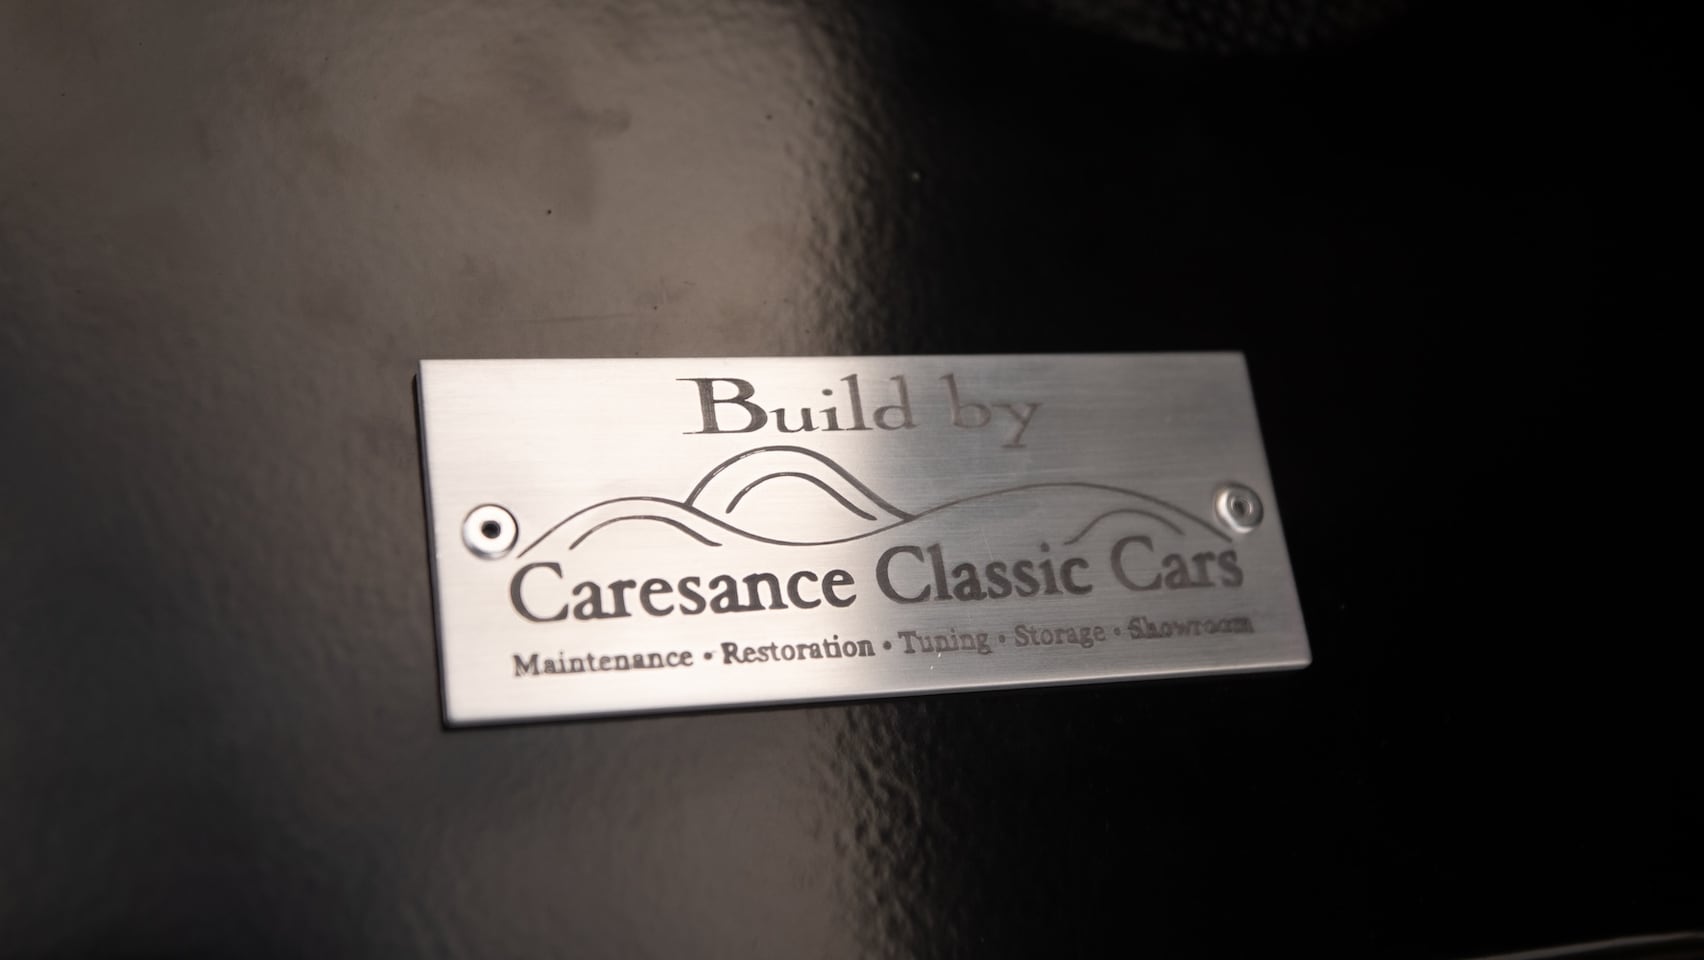 Build by
Caresance Classic Cars
Maintenance • Restoration • Tuning • Storage • Showroom